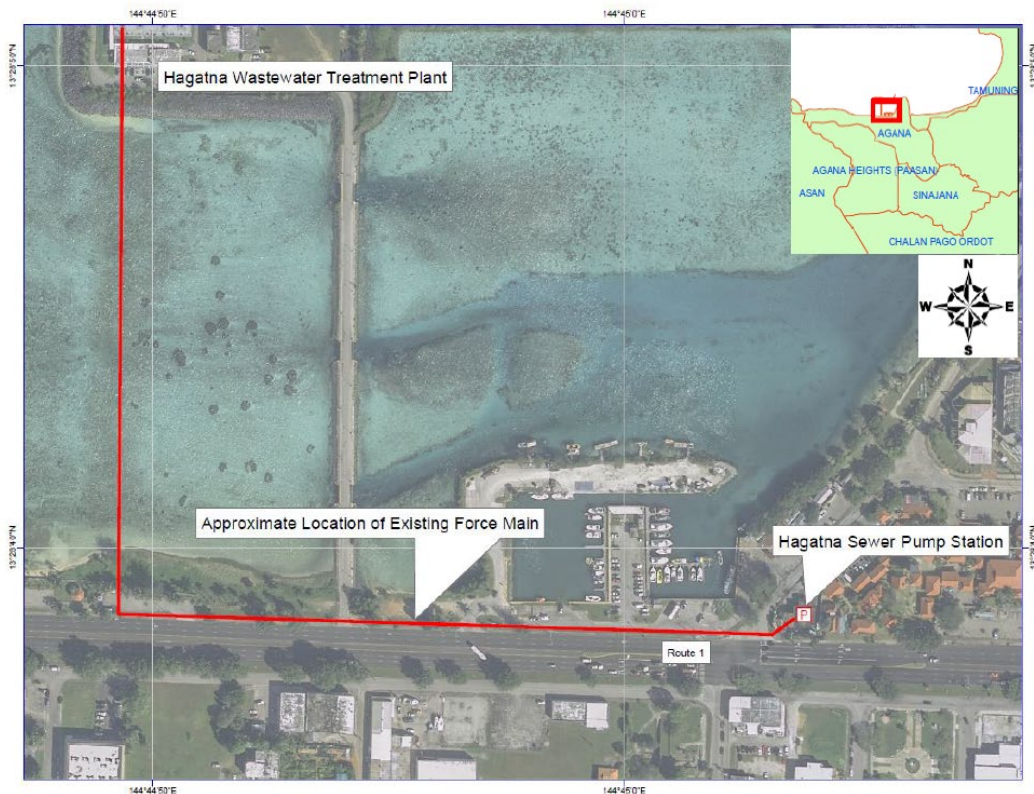 144°44'50"E
144°45'0"E
Hagatna Wastewater Treatment Plant
TAMUNING
AGANA
AGANA HEIGHTS (PAASAN)
ASAN
SINAJANA
CHALAN PAGO ORDOT
N
W
E
S
Approximate Location of Existing Force Main
Hagatna Sewer Pump Station
P
Route 1
144°44'50"E
144°45'0"E